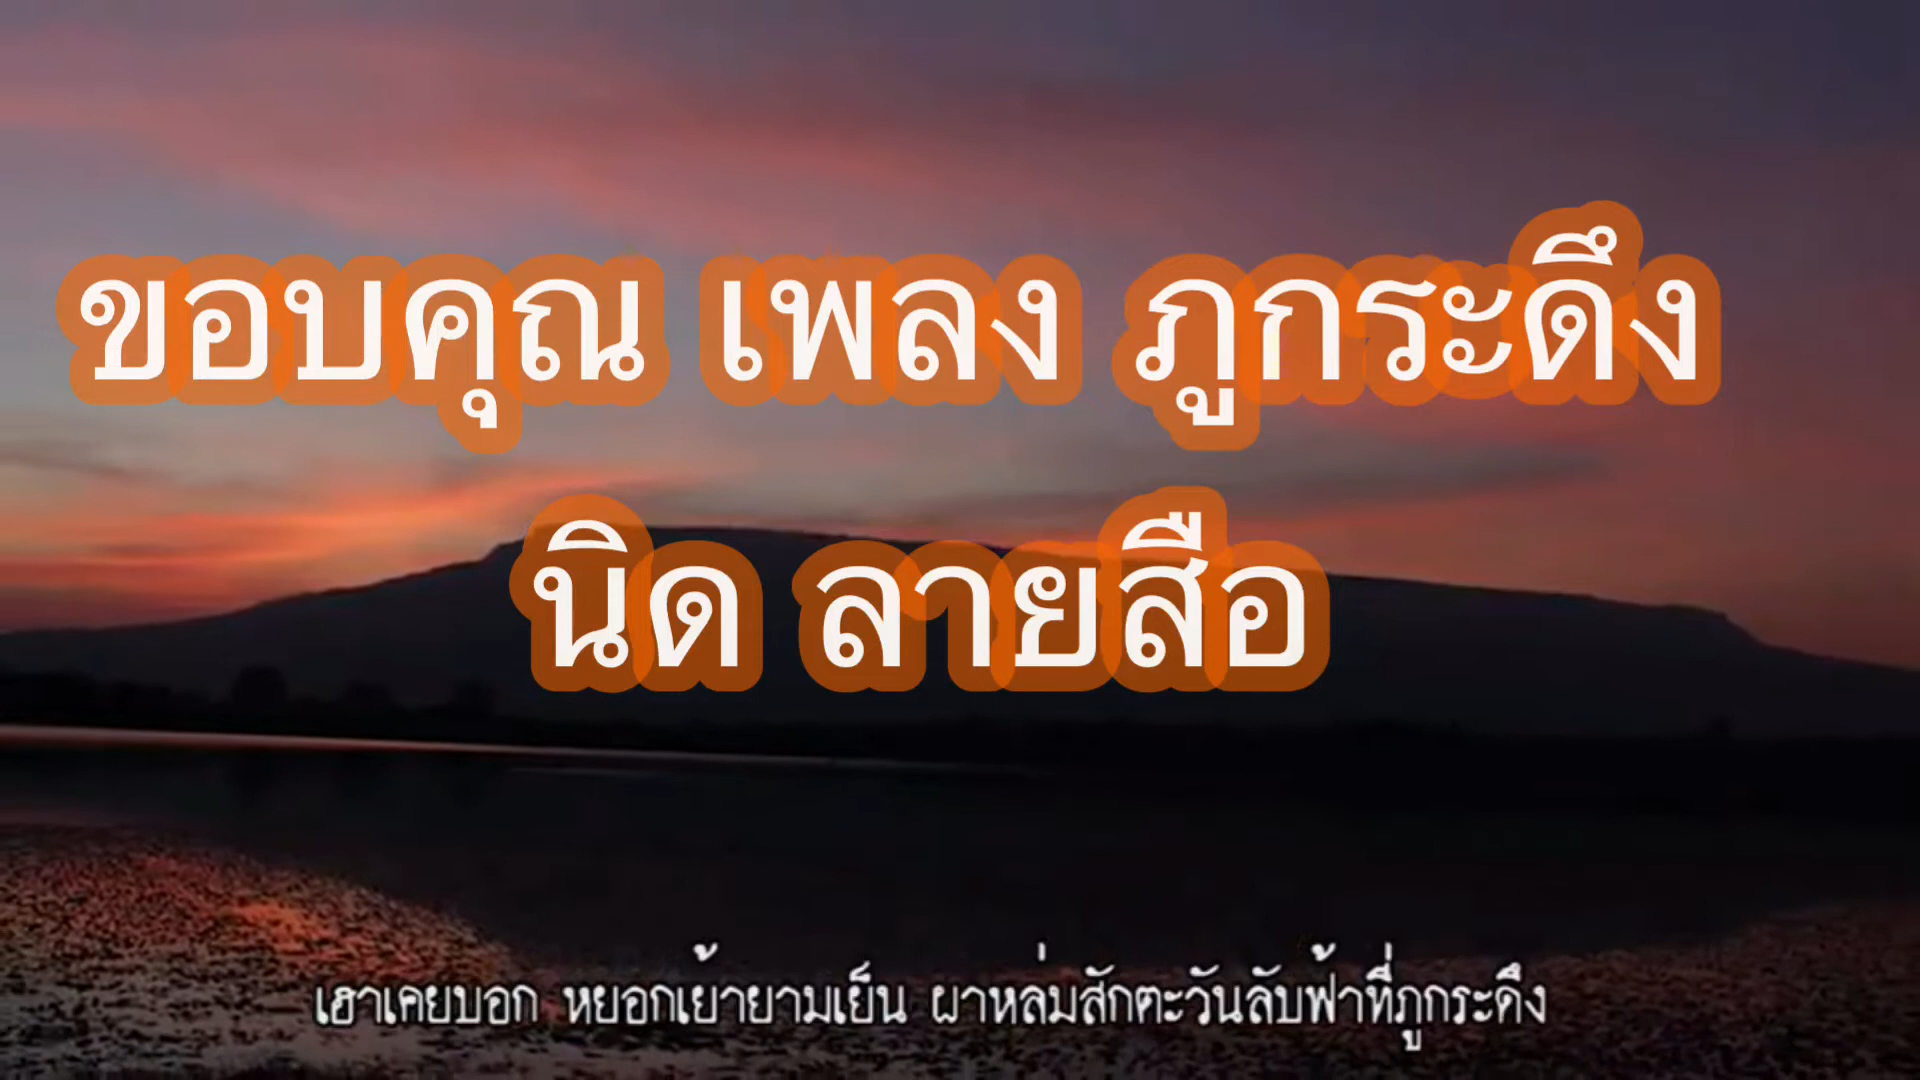 ขอบคุณ เพลง ภูกระดึง
นิด ลายสือ
เฮาเคยบอก หยอกเย้ายามเย็น ผาหล่มสักตะวันลับฟ้าที่ภูกระดึง